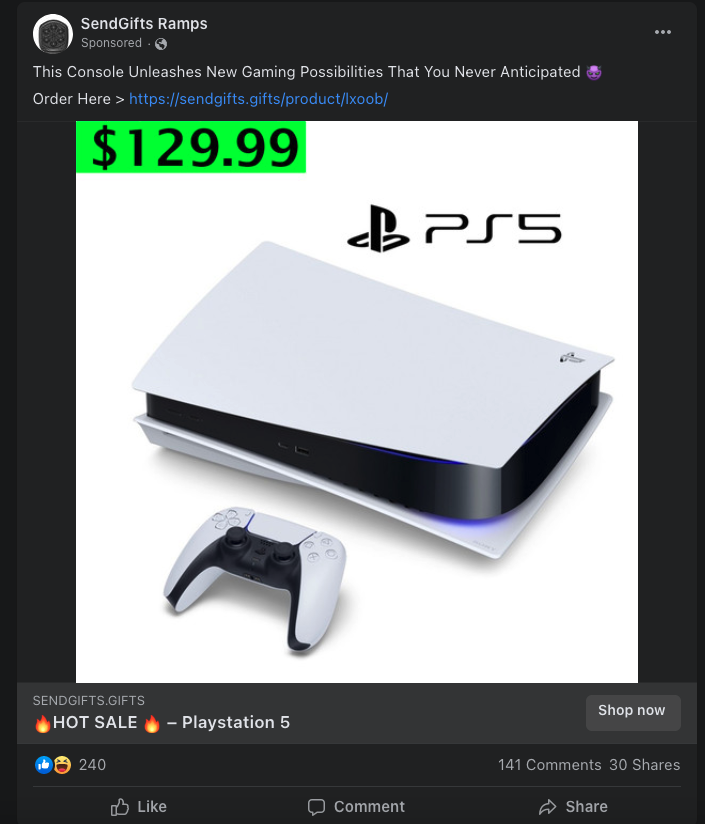 SendGifts Ramps
Sponsored ·
This Console Unleashes New Gaming Possibilities That You Never Anticipated 😈
Order Here > https://sendgifts.gifts/product/lxoob/
$129.99
PS5
SENDGIFTS.GIFTS
🔥HOT SALE 🔥 – Playstation 5
Shop now
240
141 Comments 30 Shares
Like
Comment
Share